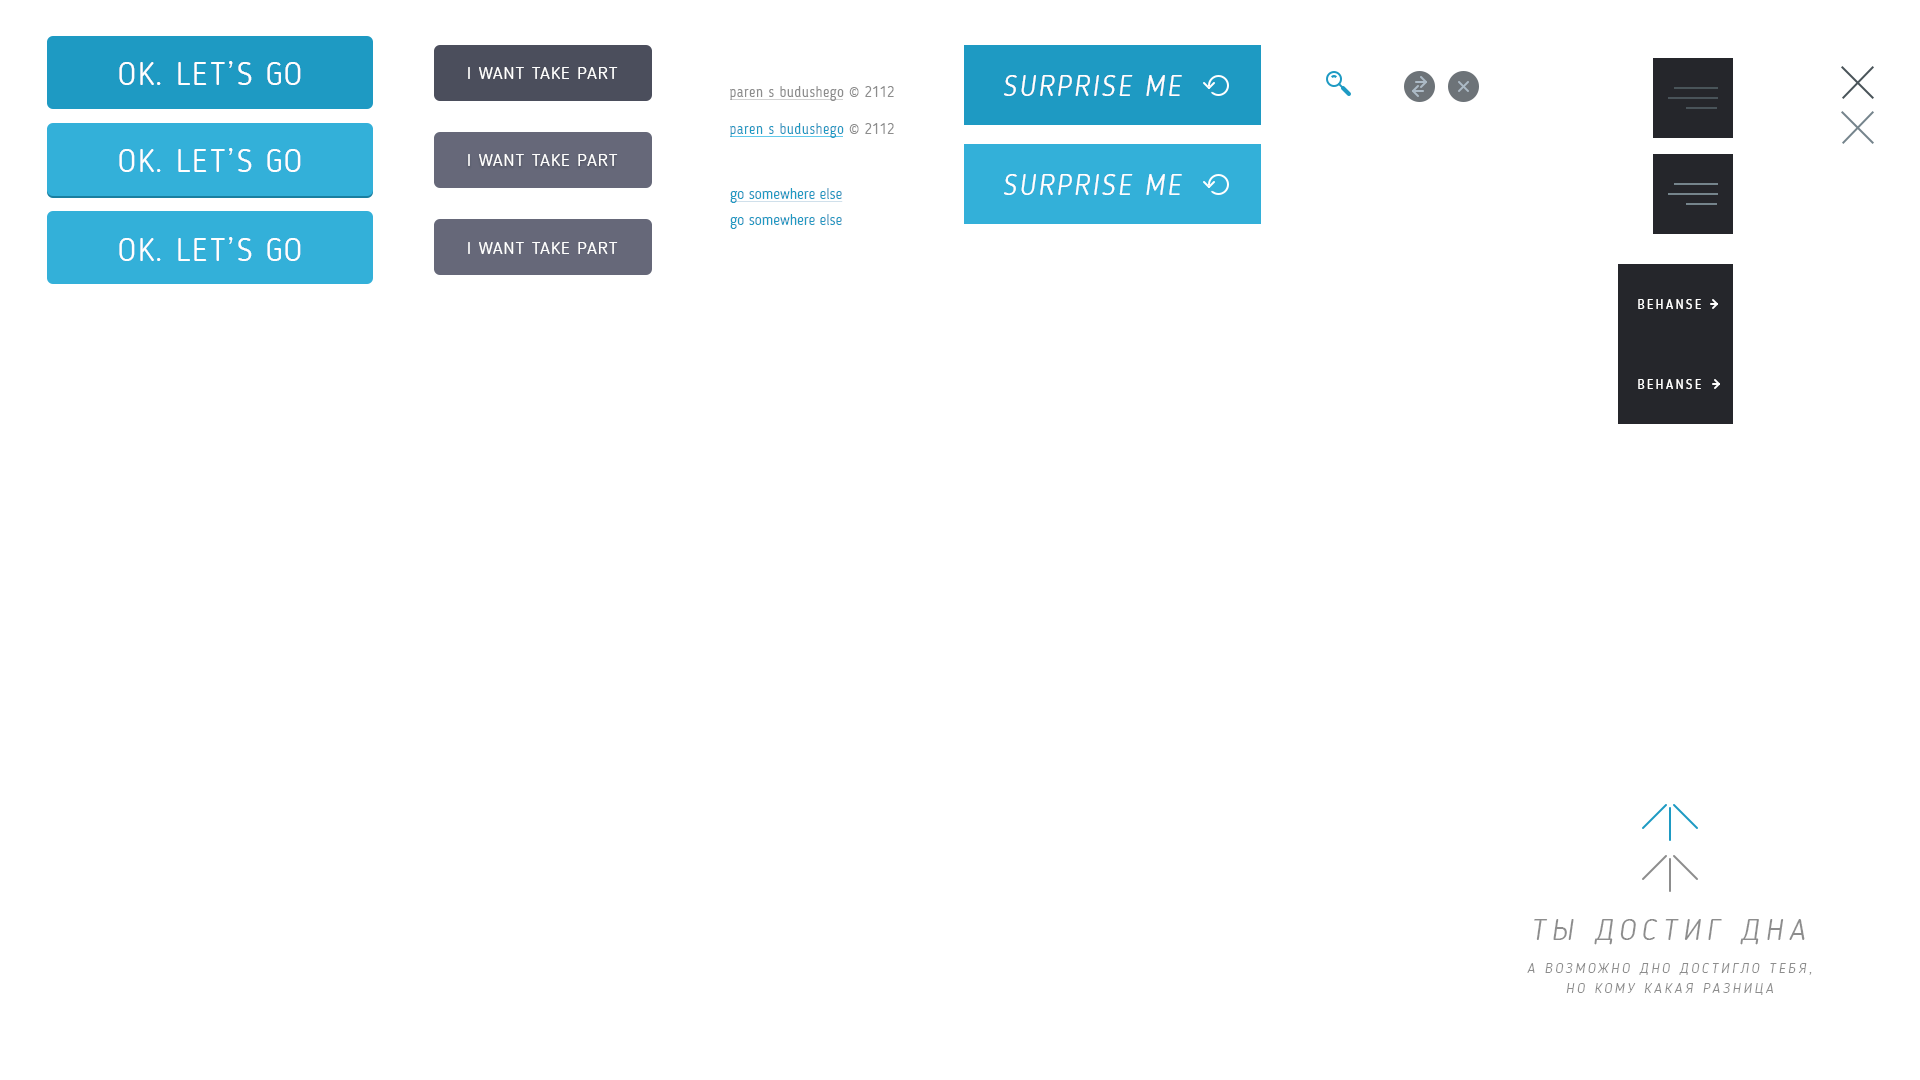 OK. LET’S GO
OK. LET’S GO
OK. LET’S GO
I WANT TAKE PART
I WANT TAKE PART
I WANT TAKE PART
paren s budushego © 2112
paren s budushego © 2112
go somewhere else
go somewhere else
SURPRISE ME
SURPRISE ME
BEHANSE
BEHANSE
ТЫ ДОСТИГ ДНА
А ВОЗМОЖНО ДНО ДОСТИГЛО ТЕБЯ,
НО КОМУ КАКАЯ РАЗНИЦА